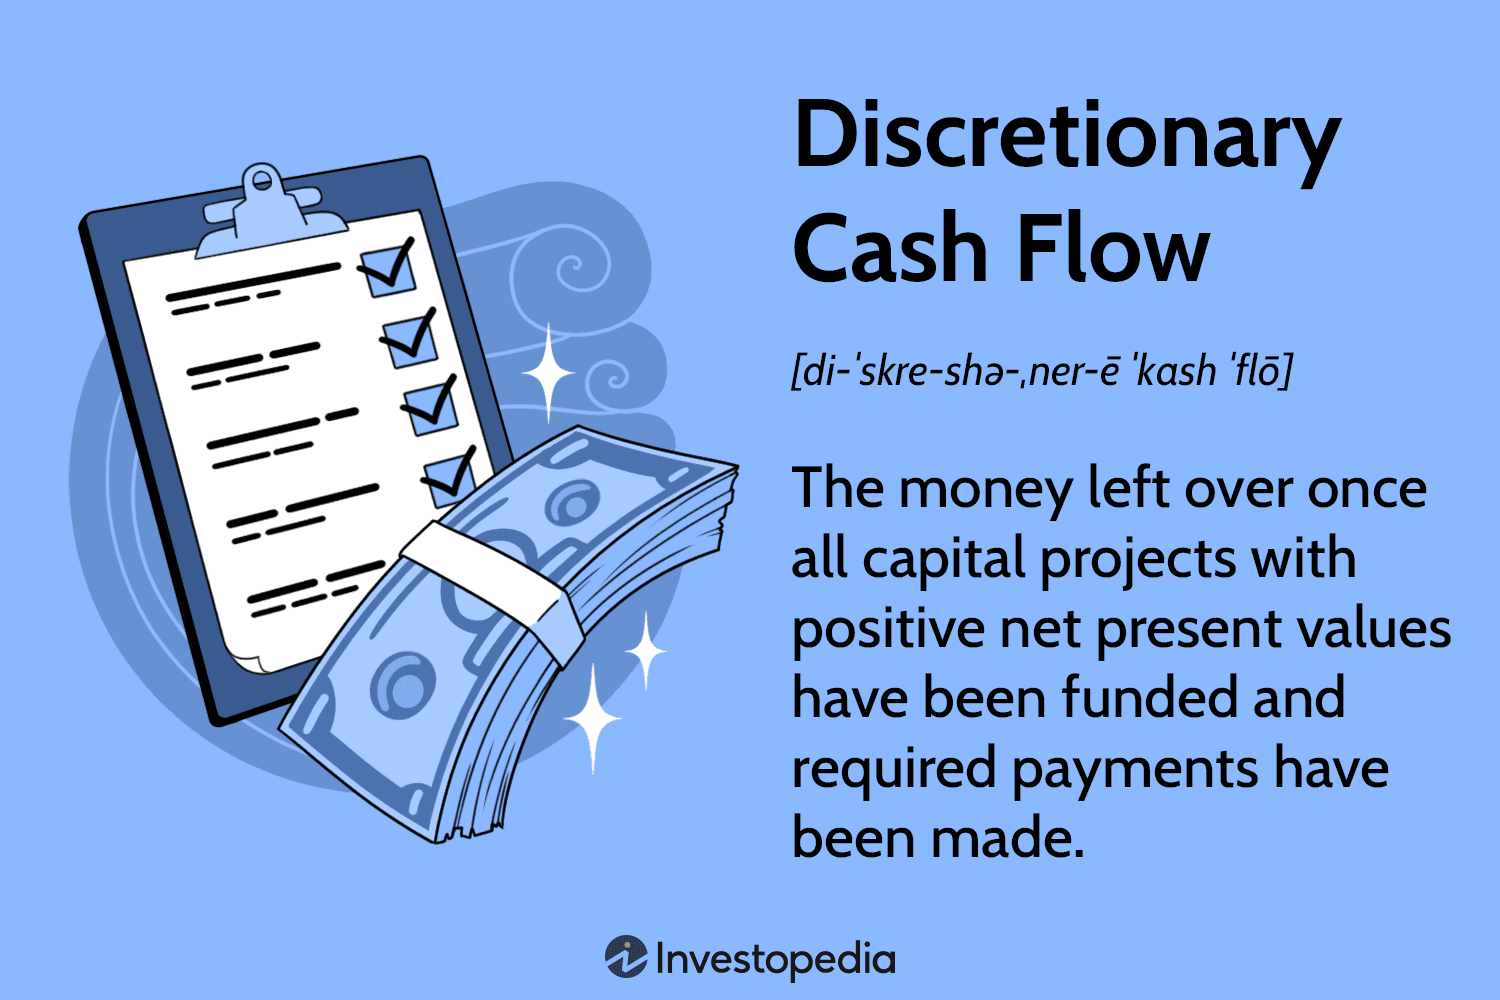 Discretionary
Cash Flow
[di-ˈskre-shə-ˌner-ē ˈkash ˈflō]
The money left over once
all capital projects with
positive net present values
have been funded and
required payments have
been made.
Investopedia